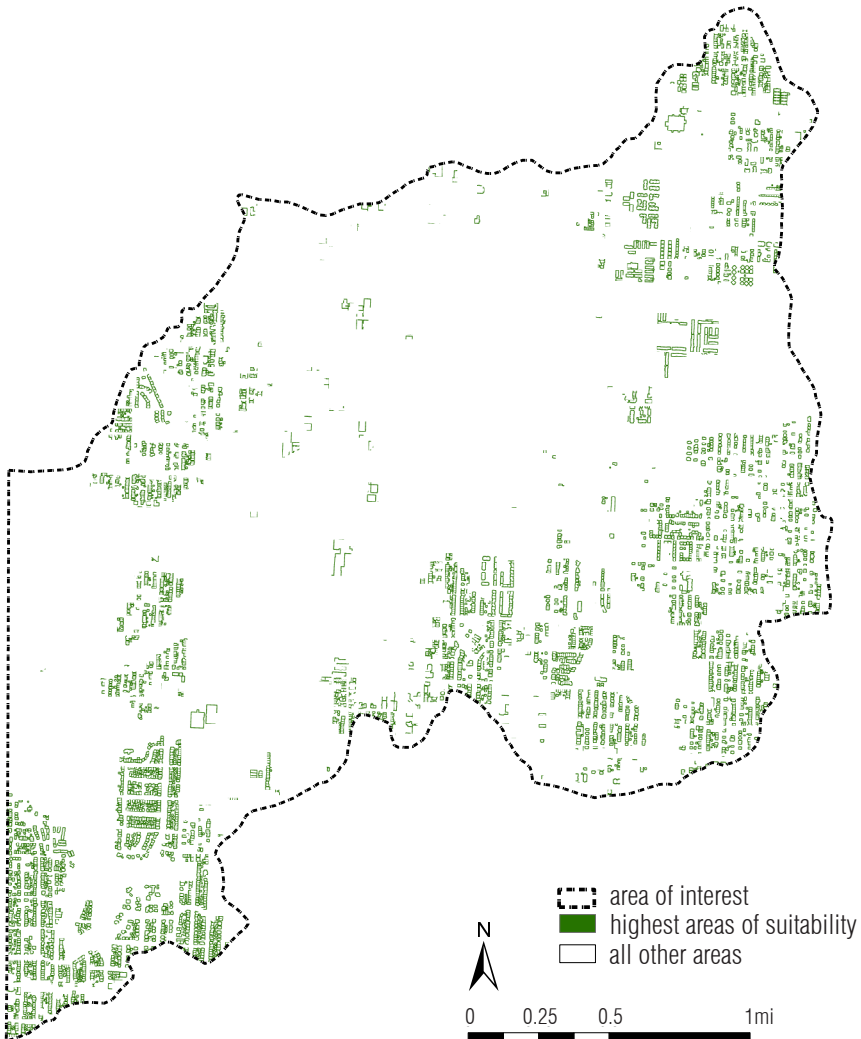 area of interest
highest areas of suitability
all other areas
N
0 0.25 0.5 1mi